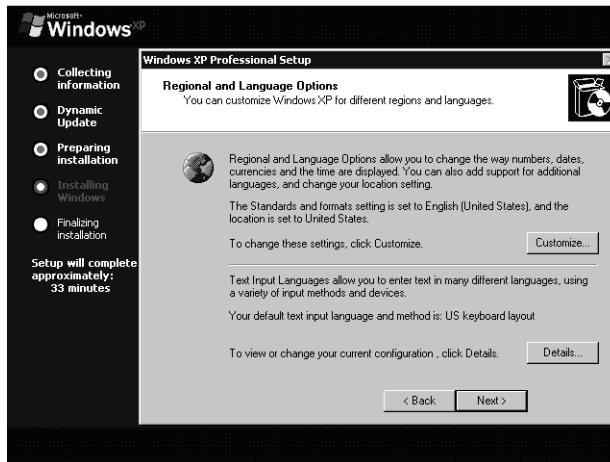 Microsoft
Windows xp
Collecting
information
Dynamic
Update
Preparing
installation
Installing
Windows
Finalizing
installation
Setup will complete
approximately:
33 minutes
Windows XP Professional Setup
Regional and Language Options
You can customize Windows XP for different regions and languages.
Regional and Language Options allow you to change the way numbers, dates,
currencies and the time are displayed. You can also add support for additional
languages, and change your location setting.
The Standards and formats setting is set to English (United States), and the
location is set to United States.
To change these settings, click Customize.
Customize...
Text Input Languages allow you to enter text in many different languages, using
a variety of input methods and devices.
Your default text input language and method is: US keyboard layout
To view or change your current configuration , click Details.
Details...
< Back
Next >